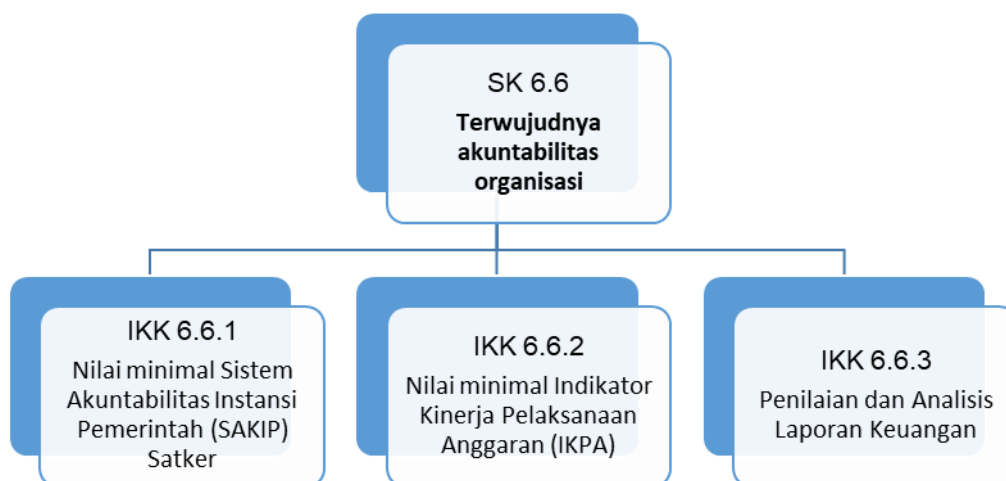 SK 6.6
Terwujudnya
akuntabilitas
organisasi
IKK 6.6.1
Nilai minimal Sistem
Akuntabilitas Instansi
Pemerintah (SAKIP)
Satker
IKK 6.6.2
Nilai minimal Indikator
Kinerja Pelaksanaan
Anggaran (IKPA)
IKK 6.6.3
Penilaian dan Analisis
Laporan Keuangan